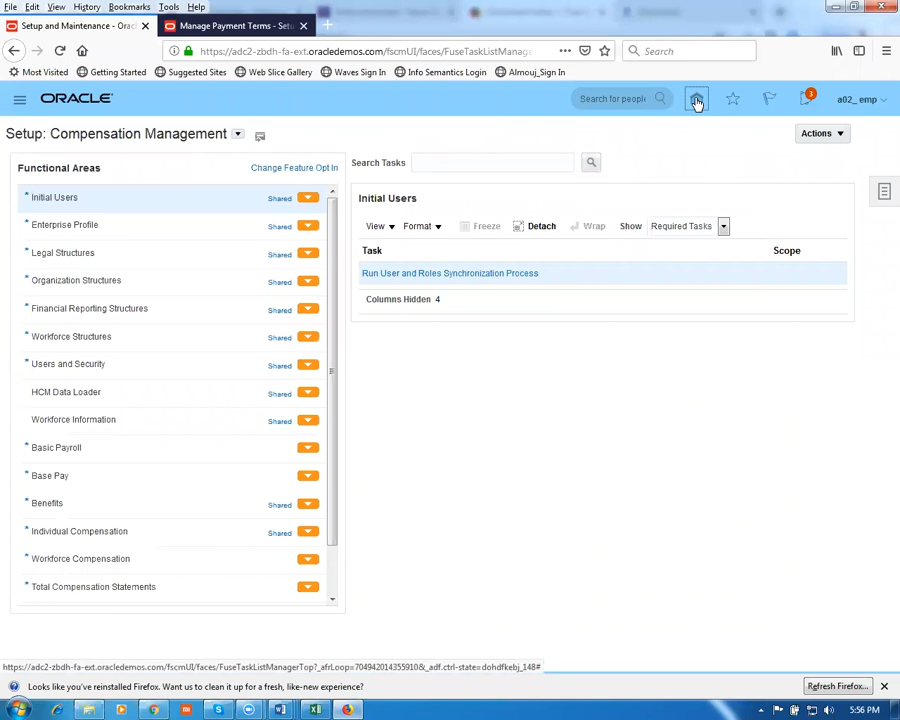 File Edit View History Bookmarks Tools Help
Setup and Maintenance - Orac × Manage Payment Terms - Setu × +
https://adc2-zbdh-fa-ext.oracledemos.com/fscmUI/faces/FuseTaskListManag Search
Most Visited Getting Started Suggested Sites Web Slice Gallery Waves Sign In Info Semantics Login Almouj_Sign In
ORACLE Search for people 3 a02_ emp
Setup: Compensation Management Actions
Functional Areas Change Feature Opt In
Search Tasks
* Initial Users Shared
* Enterprise Profile Shared
* Legal Structures Shared
* Organization Structures Shared
* Financial Reporting Structures Shared
* Workforce Structures Shared
* Users and Security Shared
HCM Data Loader Shared
Workforce Information Shared
* Basic Payroll
* Base Pay
* Benefits Shared
* Individual Compensation Shared
* Workforce Compensation
* Total Compensation Statements
Initial Users
View Format Freeze Detach Wrap Show Required Tasks
Task Scope
Run User and Roles Synchronization Process
Columns Hidden 4
https://adc2-zbdh-fa-ext.oracledemos.com/fscmUI/faces/FuseTaskListManagerTop?_afrLoop=704942014355910&_adf.ctrl-state=dohdfkebj_148#
Looks like you've reinstalled Firefox. Want us to clean it up for a fresh, like-new experience? Refresh Firefox...
5:56 PM